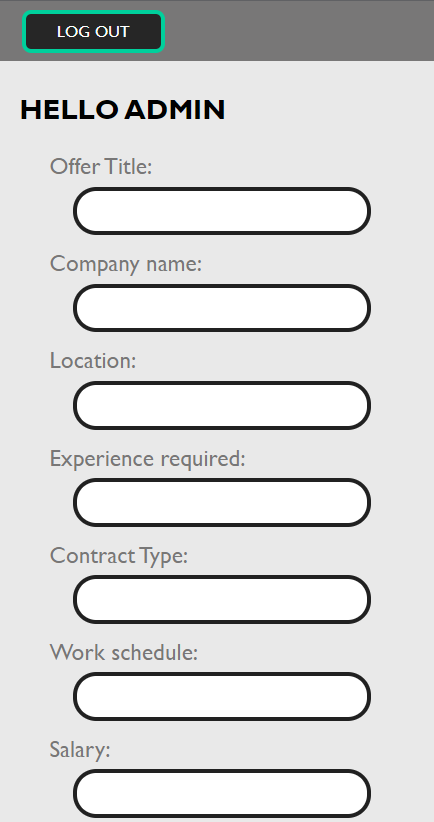 LOG OUT
HELLO ADMIN
Offer Title:
Company name:
Location:
Experience required:
Contract Type:
Work schedule:
Salary: